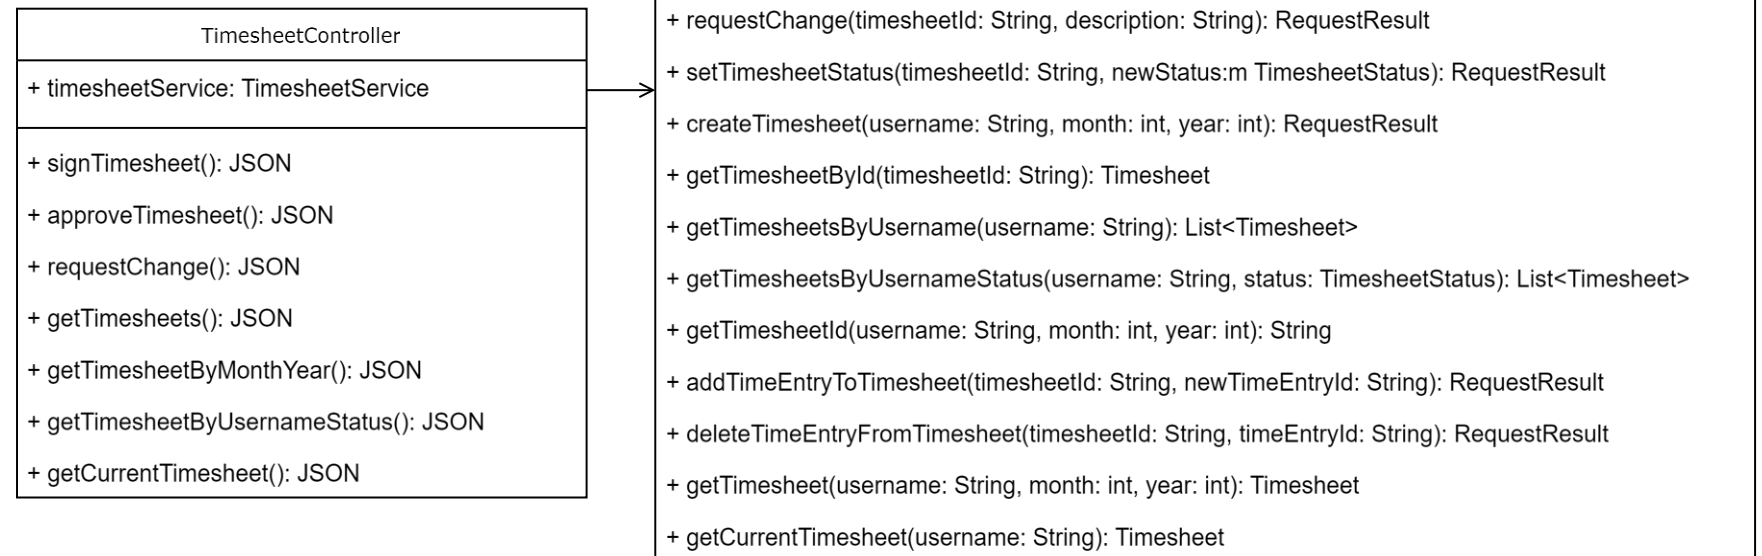 TimesheetController
+ timesheetService: TimesheetService
+ signTimesheet(): JSON
+ approveTimesheet(): JSON
+ requestChange(): JSON
+ getTimesheets(): JSON
+ getTimesheetByMonthYear(): JSON
+ getTimesheetByUsernameStatus(): JSON
+ getCurrentTimesheet(): JSON
+ requestChange(timesheetId: String, description: String): RequestResult
+ setTimesheetStatus(timesheetId: String, newStatus:m TimesheetStatus): RequestResult
+ createTimesheet(username: String, month: int, year: int): RequestResult
+ getTimesheetById(timesheetId: String): Timesheet
+ getTimesheetsByUsername(username: String): List<Timesheet>
+ getTimesheetsByUsernameStatus(username: String, status: TimesheetStatus): List<Timesheet>
+ getTimesheetId(username: String, month: int, year: int): String
+ addTimeEntryToTimesheet(timesheetId: String, newTimeEntryId: String): RequestResult
+ deleteTimeEntryFromTimesheet(timesheetId: String, timeEntryId: String): RequestResult
+ getTimesheet(username: String, month: int, year: int): Timesheet
+ getCurrentTimesheet(username: String): Timesheet